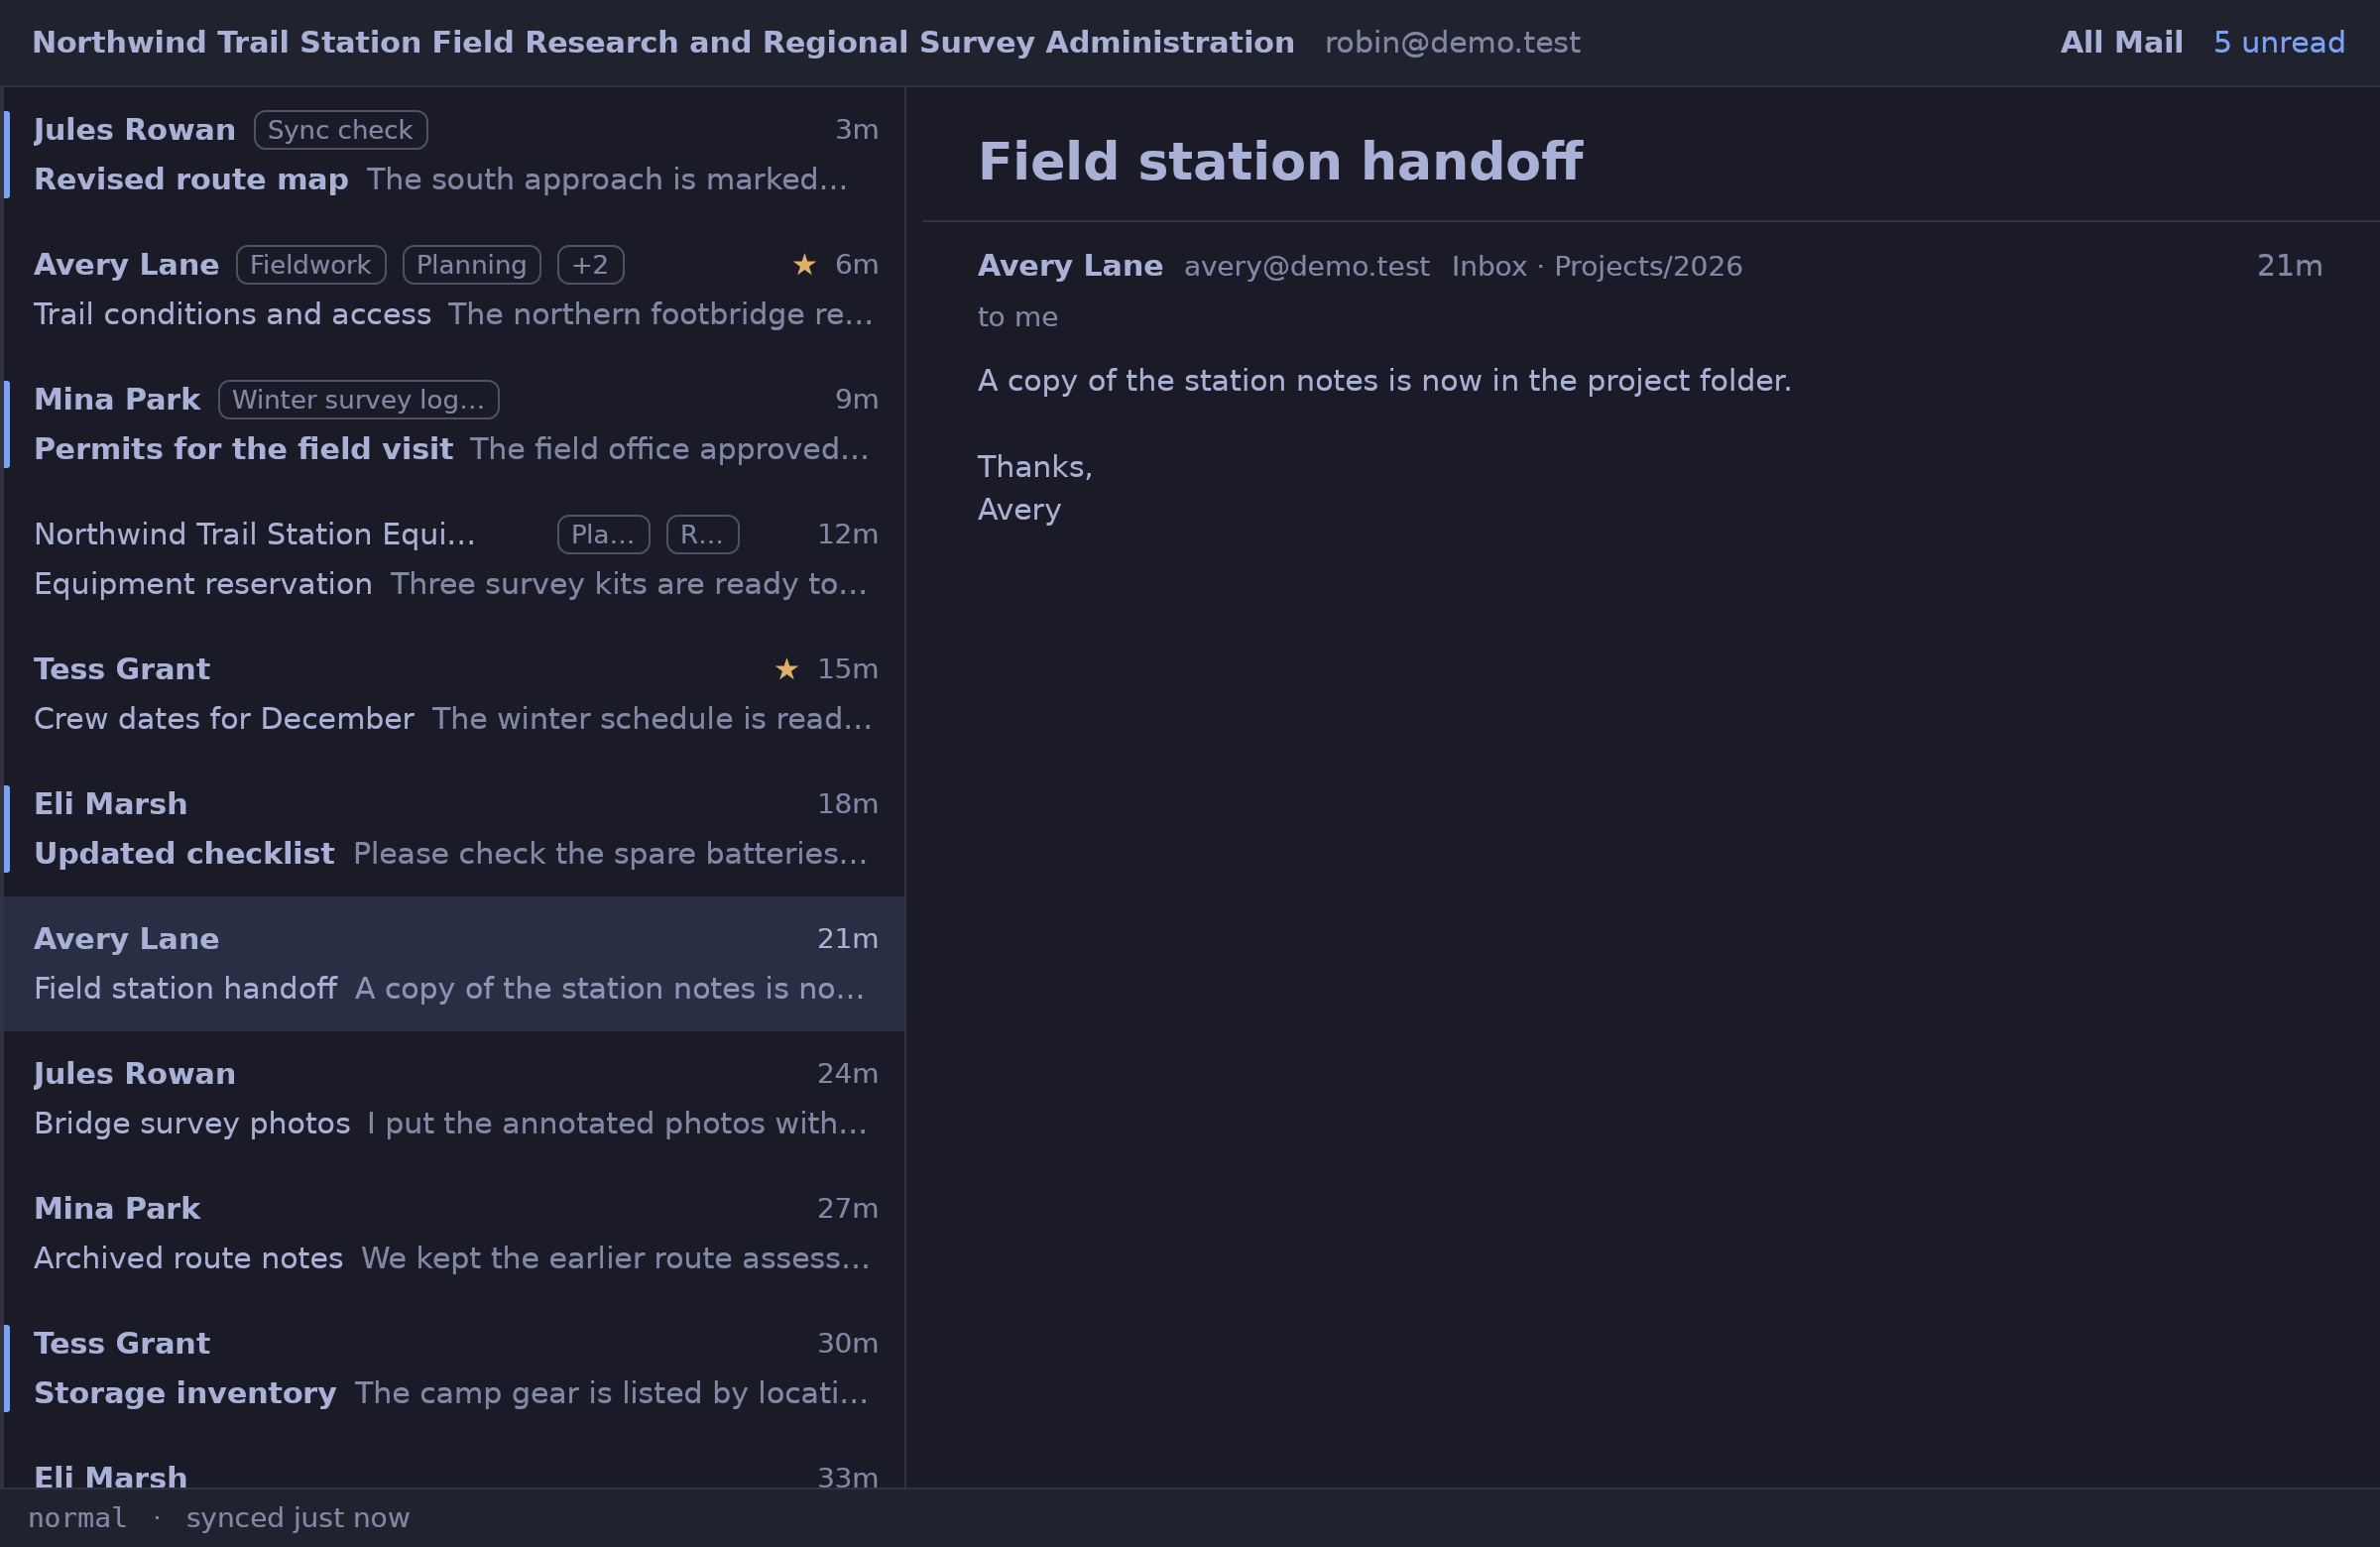 Northwind Trail Station Field Research and Regional Survey Administration robin@demo.test All Mail 5 unread
Jules Rowan Sync check 3m
Revised route map The south approach is marked…
Avery Lane Fieldwork Planning +2 ★ 6m
Trail conditions and access The northern footbridge re…
Mina Park Winter survey log… 9m
Permits for the field visit The field office approved…
Northwind Trail Station Equi… Pla… R… 12m
Equipment reservation Three survey kits are ready to…
Tess Grant ★ 15m
Crew dates for December The winter schedule is read…
Eli Marsh 18m
Updated checklist Please check the spare batteries…
Avery Lane 21m
Field station handoff A copy of the station notes is no…
Jules Rowan 24m
Bridge survey photos I put the annotated photos with…
Mina Park 27m
Archived route notes We kept the earlier route assess…
Tess Grant 30m
Storage inventory The camp gear is listed by locati…
Eli Marsh 33m
Field station handoff
Avery Lane avery@demo.test Inbox · Projects/2026 21m
to me
A copy of the station notes is now in the project folder.
Thanks,
Avery
normal · synced just now